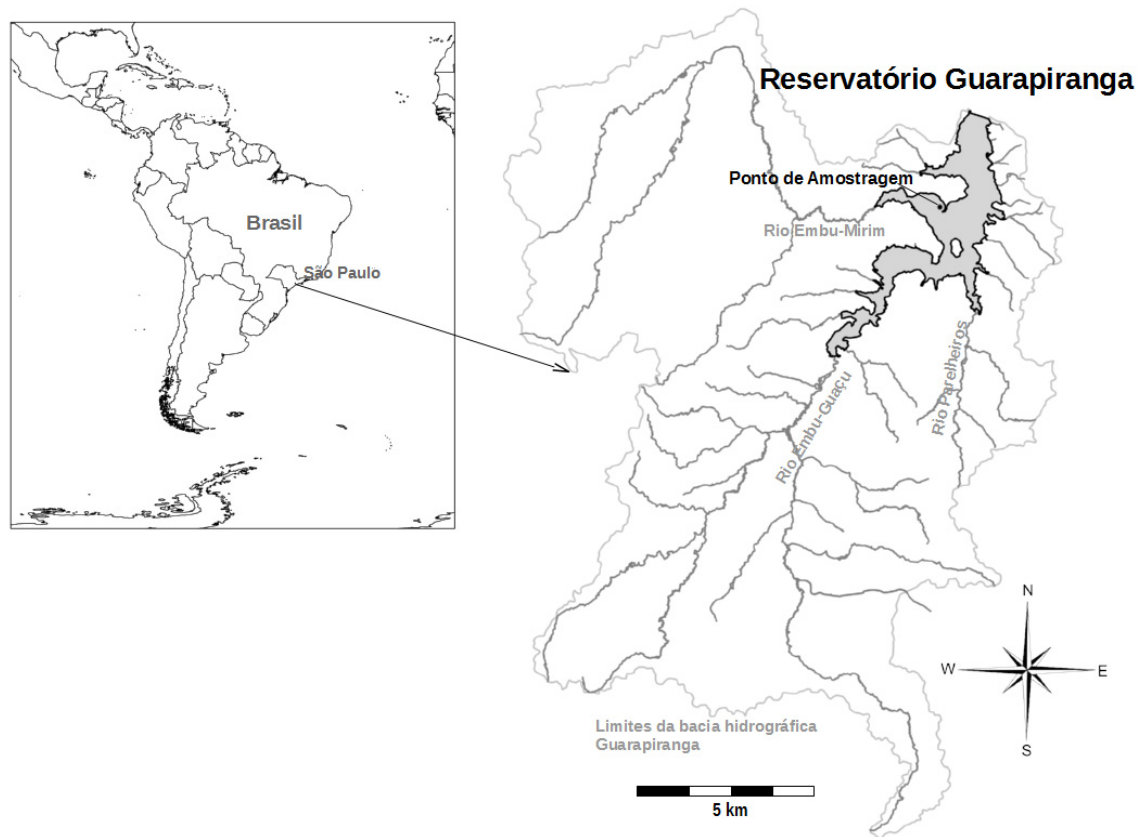 Reservatório Guarapiranga
Ponto de Amostragem
Brasil
Rio Embu-Mirim
São Paulo
Rio Parelheiros
Rio Embu-Guaçu
N
W
E
S
Limites da bacia hidrográfica
Guarapiranga
5 km